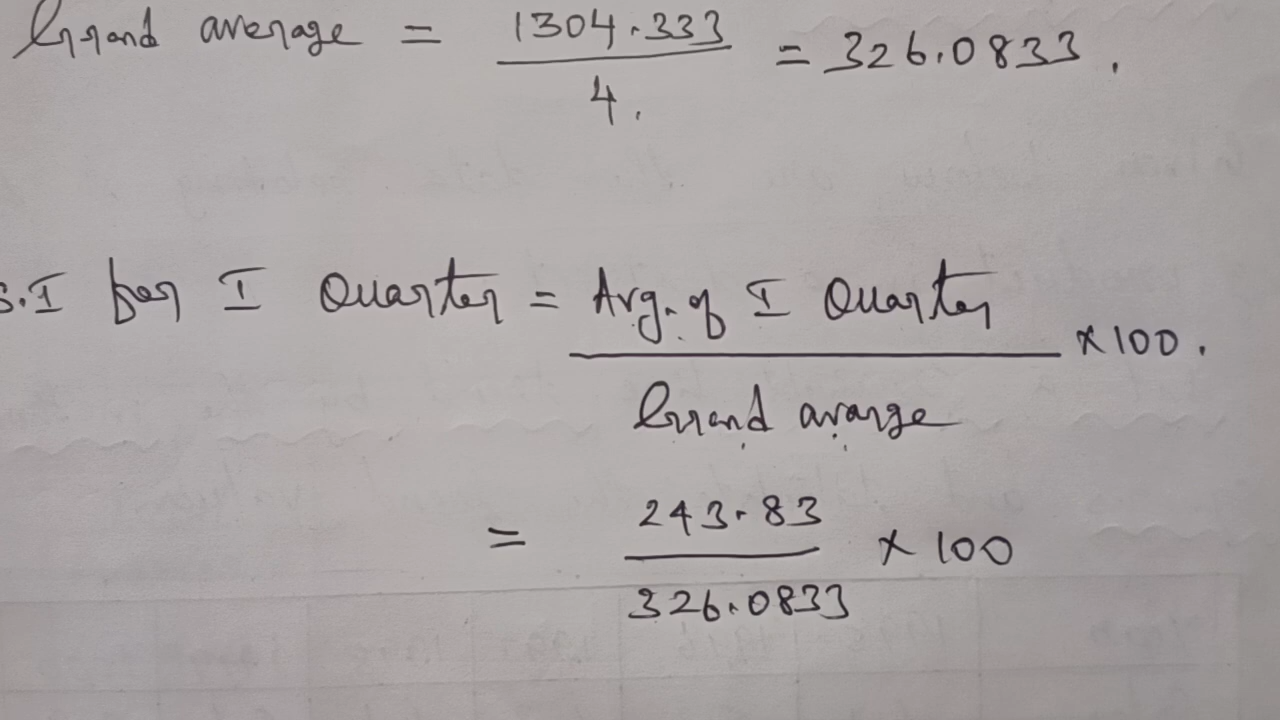 Grand average = 1304.333 / 4. = 326.0833.
S.I for I Quarter = Avg. of I Quarter / Grand avarge × 100.
= 243.83 / 326.0833 × 100